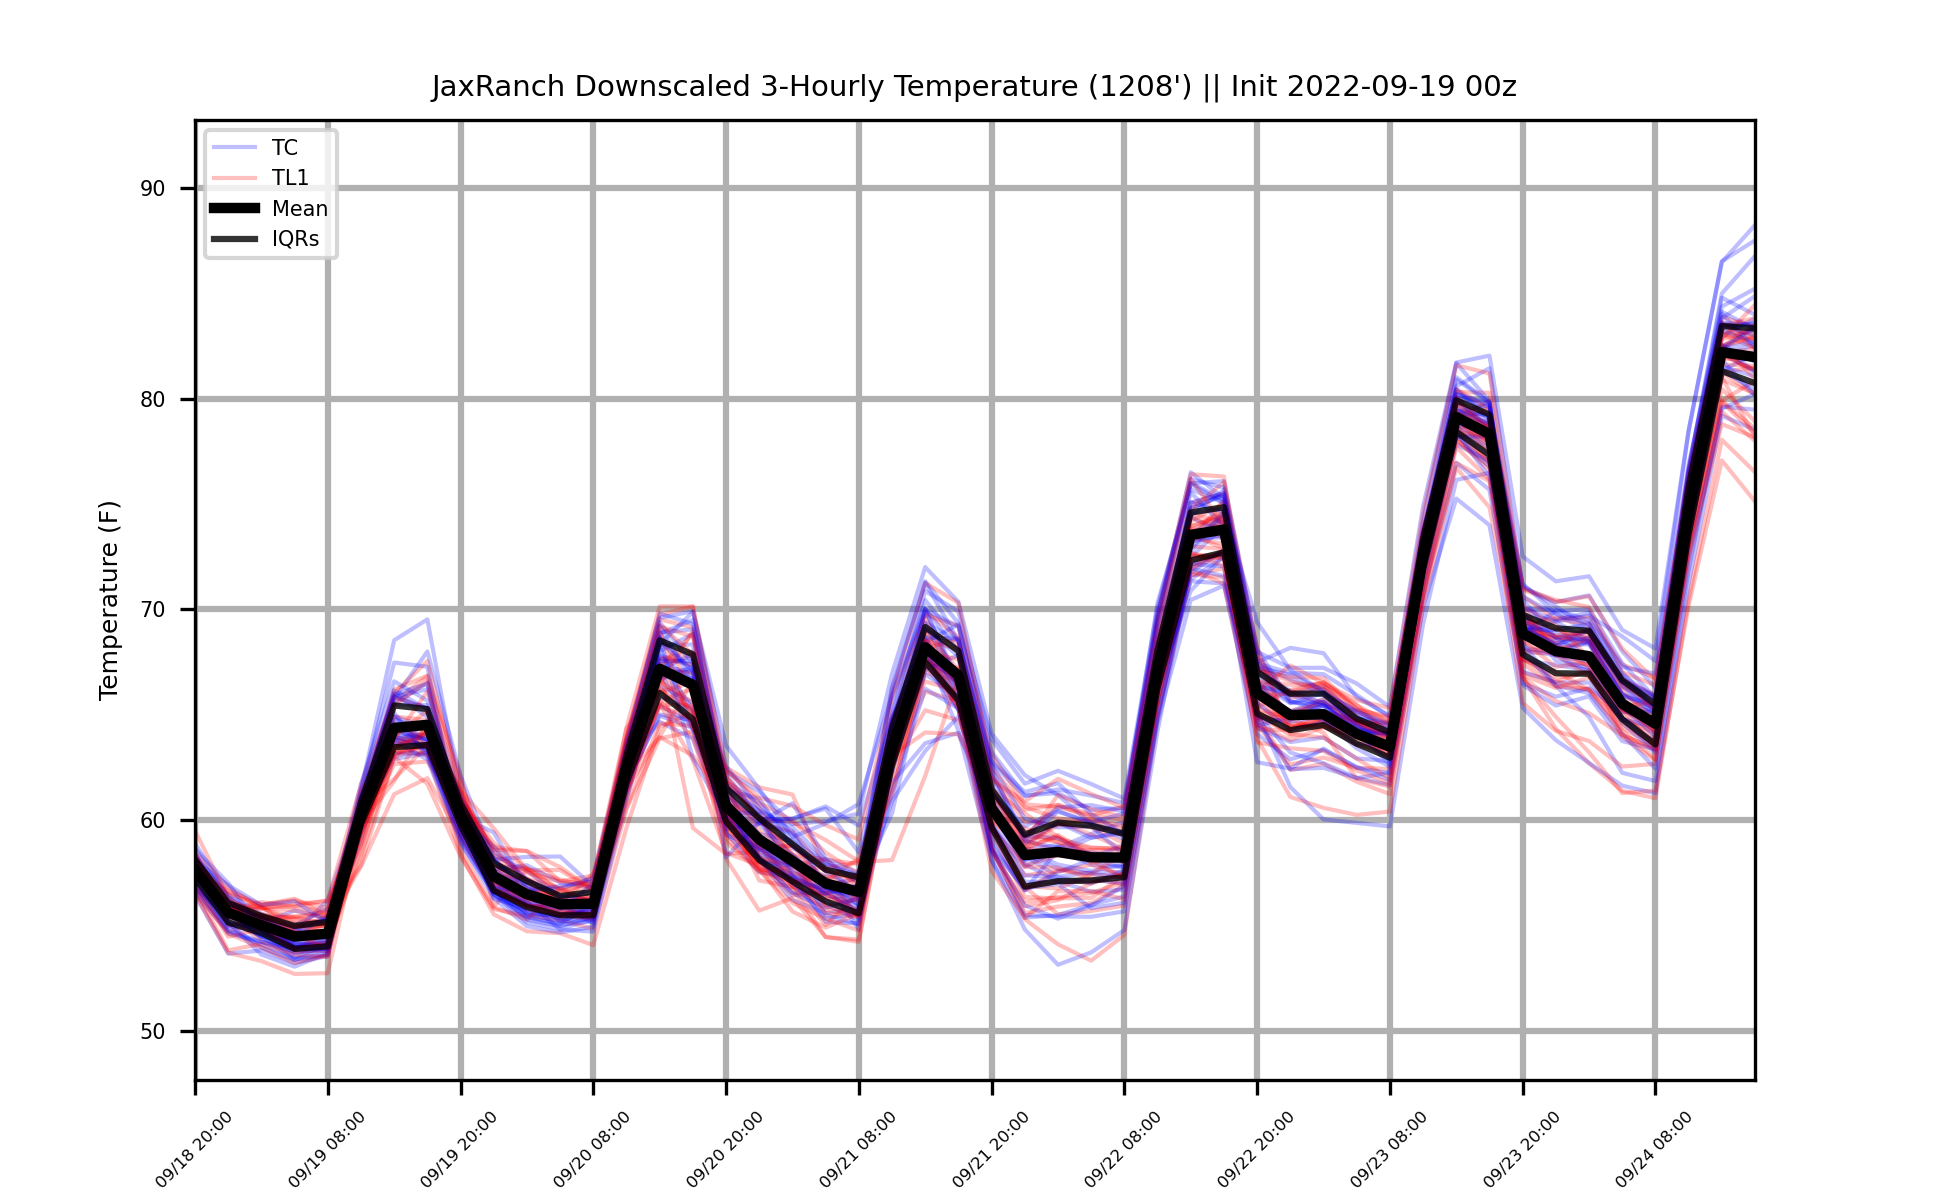 JaxRanch Downscaled 3-Hourly Temperature (1208') || Init 2022-09-19 00z
TC
TL1
Mean
IQRs
Temperature (F)
90
80
70
60
50
09/18 20:00
09/19 08:00
09/19 20:00
09/20 08:00
09/20 20:00
09/21 08:00
09/21 20:00
09/22 08:00
09/22 20:00
09/23 08:00
09/23 20:00
09/24 08:00